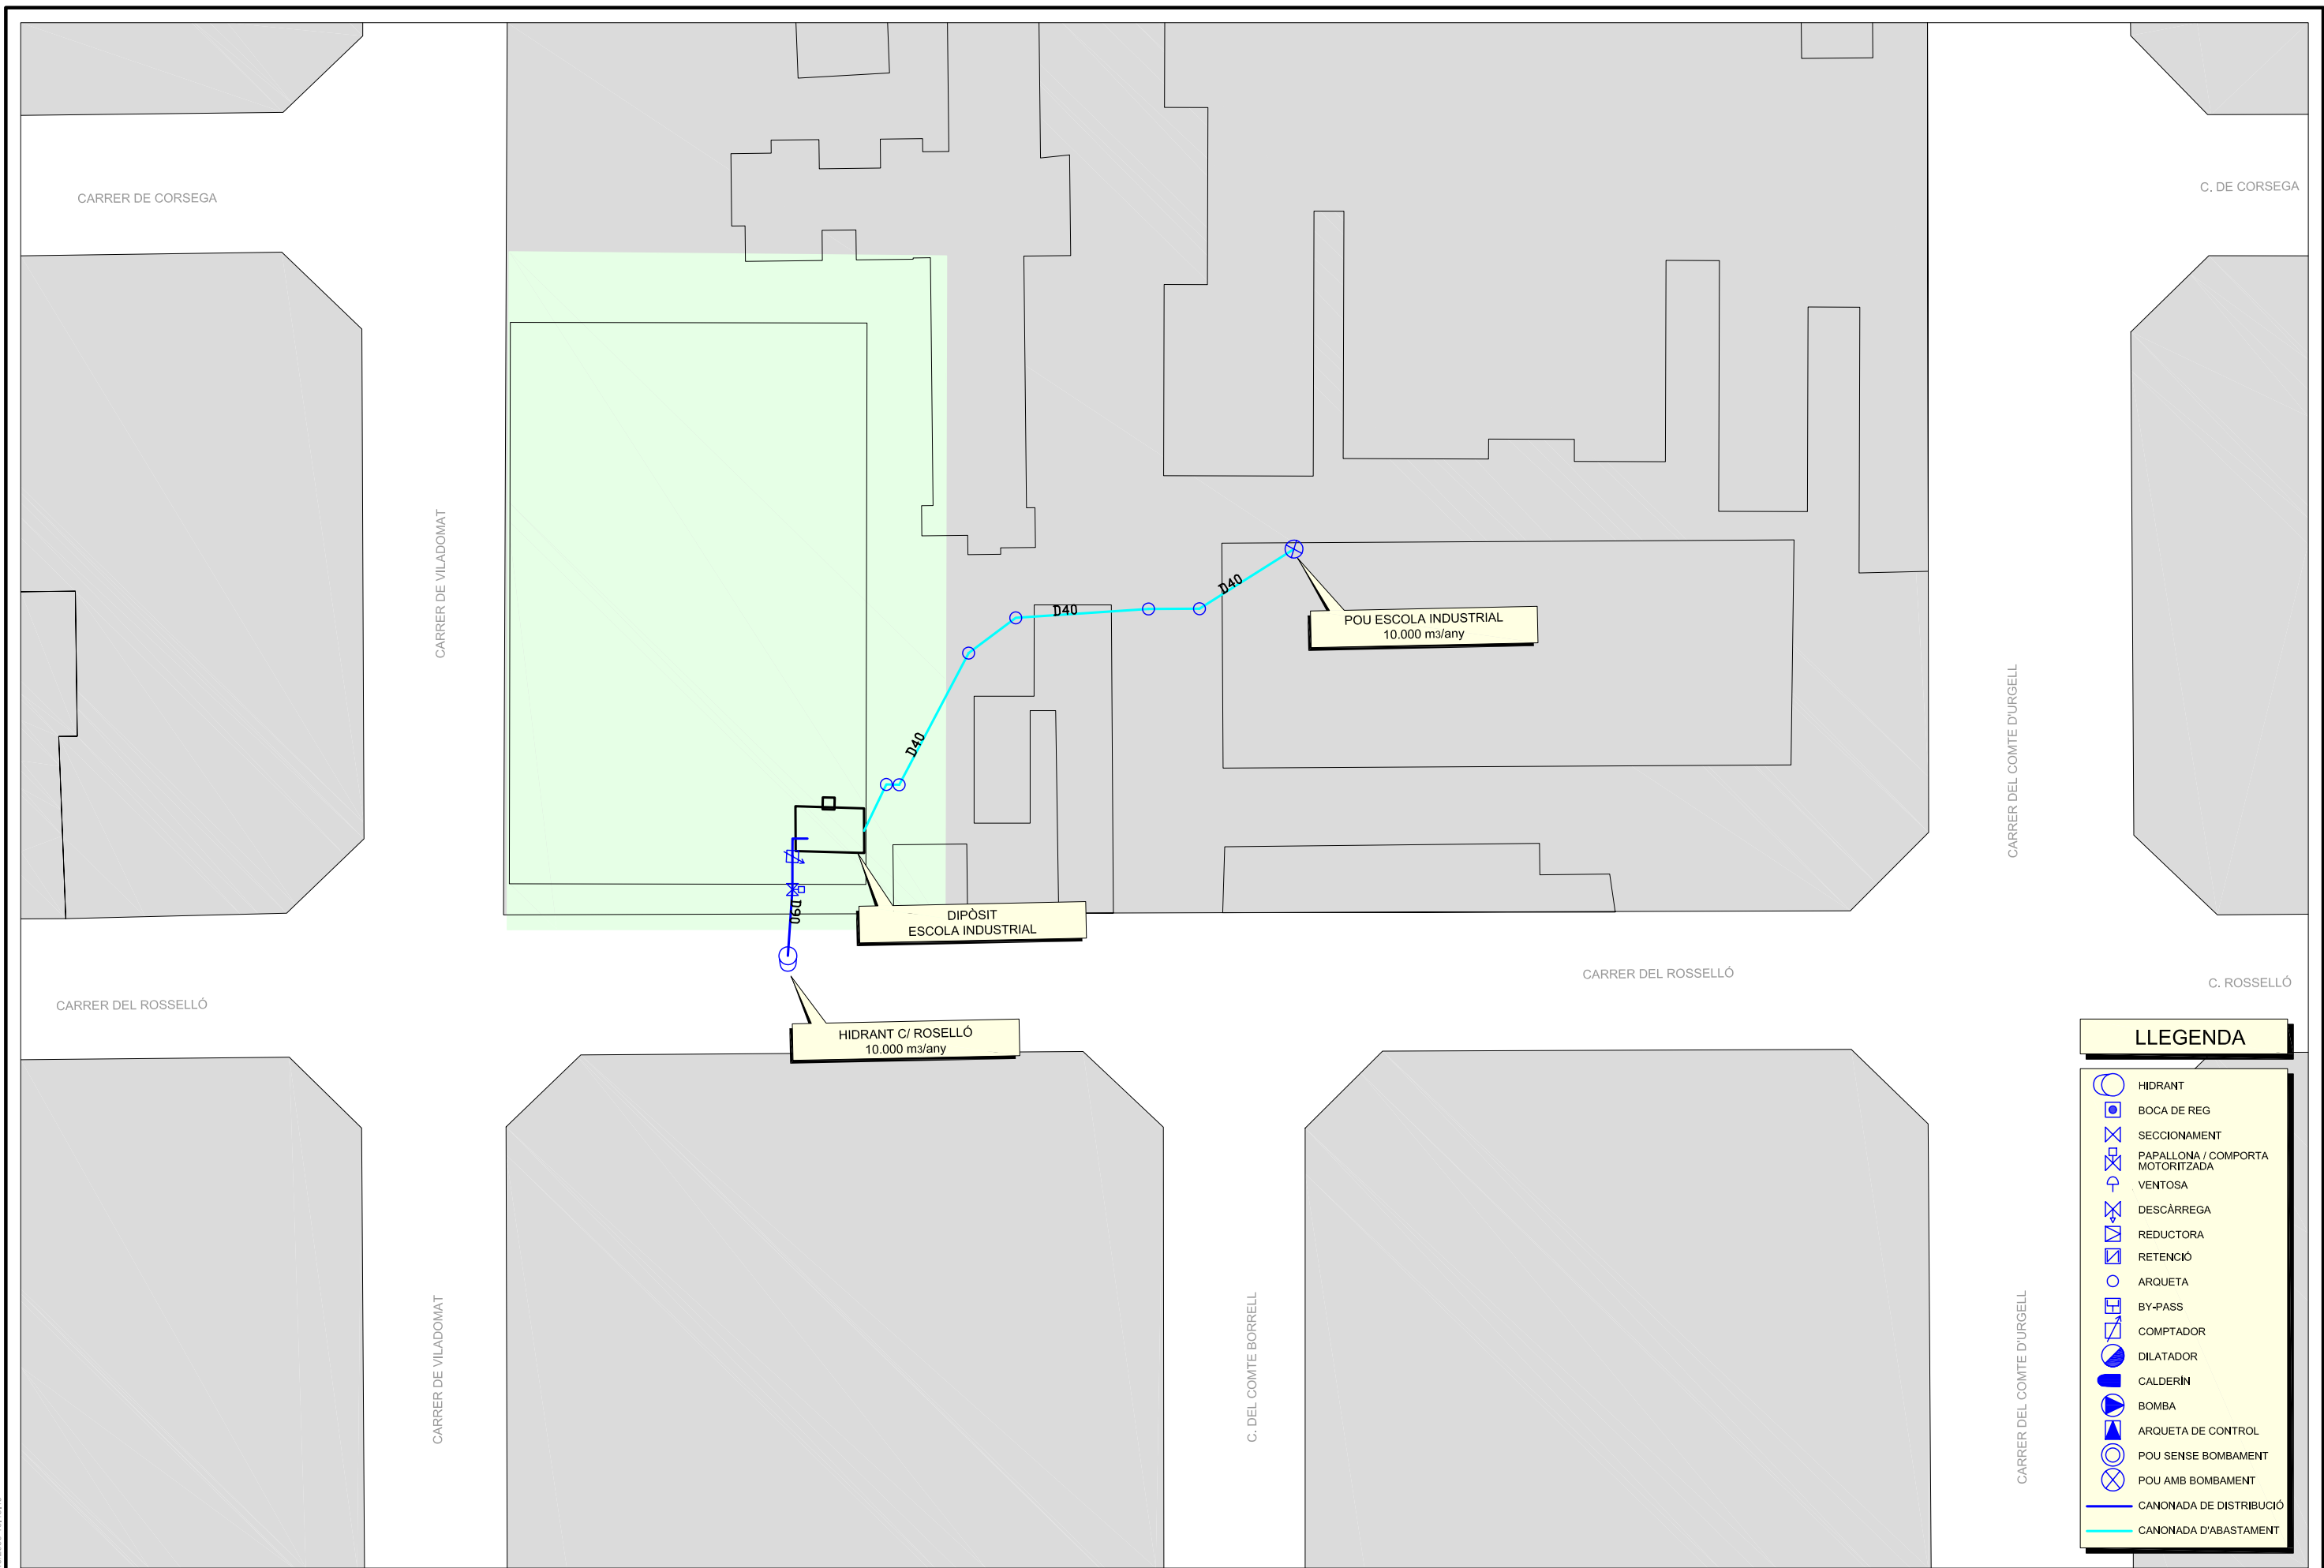 CARRER DE CORSEGA
C. DE CORSEGA
CARRER DE VILADOMAT
D40
D40
POU ESCOLA INDUSTRIAL
10.000 m3/any
D40
CARRER DEL COMTE D'URGELL
D90
DIPÒSIT
ESCOLA INDUSTRIAL
CARRER DEL ROSSELLÓ
CARRER DEL ROSSELLÓ
C. ROSSELLÓ
HIDRANT C/ ROSELLÓ
10.000 m3/any
CARRER DE VILADOMAT
C. DEL COMTE BORRELL
CARRER DEL COMTE D'URGELL
LLEGENDA
HIDRANT
BOCA DE REG
SECCIONAMENT
PAPALLONA / COMPORTA
MOTORITZADA
VENTOSA
DESCÀRREGA
REDUCTORA
RETENCIÓ
ARQUETA
BY-PASS
COMPTADOR
DILATADOR
CALDERÍN
BOMBA
ARQUETA DE CONTROL
POU SENSE BOMBAMENT
POU AMB BOMBAMENT
CANONADA DE DISTRIBUCIÓ
CANONADA D'ABASTAMENT